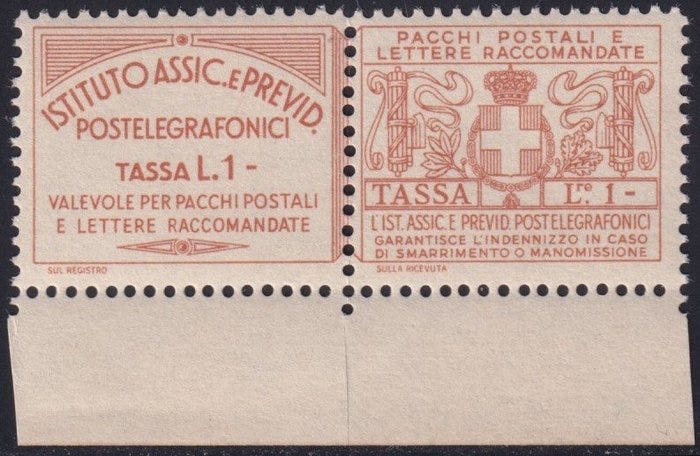 ISTITUTO ASSIC. E PREVID.
POSTELEGRAFONICI
TASSA L. 1 -
VALEVOLE PER PACCHI POSTALI
E LETTERE RACCOMANDATE
SUL REGISTRO
PACCHI POSTALI E
LETTERE RACCOMANDATE
TASSA Lre 1 -
L'IST. ASSIC. E PREVID. POSTELEGRAFONICI
GARANTISCE L'INDENNIZZO IN CASO
DI SMARRIMENTO O MANOMISSIONE
SULLA RICEVUTA